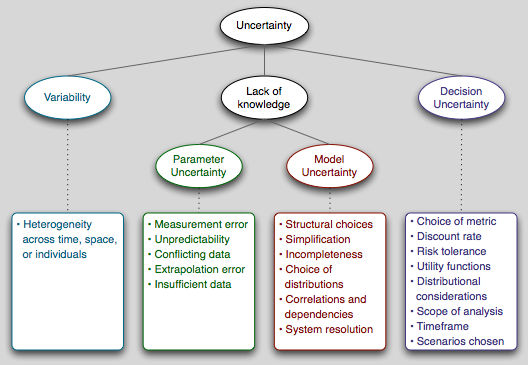 Uncertainty
Variability
Lack of
knowledge
Decision
Uncertainty
Parameter
Uncertainty
Model
Uncertainty
• Heterogeneity
across time, space,
or individuals
• Measurement error
• Unpredictability
• Conflicting data
• Extrapolation error
• Insufficient data
• Structural choices
• Simplification
• Incompleteness
• Choice of
distributions
• Correlations and
dependencies
• System resolution
• Choice of metric
• Discount rate
• Risk tolerance
• Utility functions
• Distributional
considerations
• Scope of analysis
• Timeframe
• Scenarios chosen